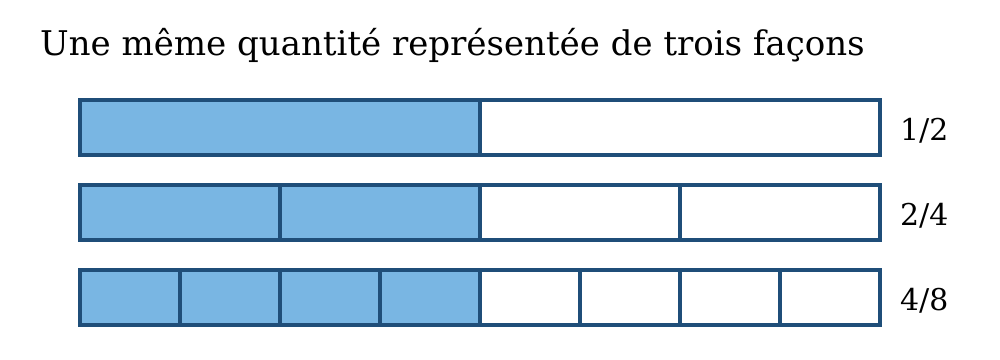 Une même quantité représentée de trois façons
1/2
2/4
4/8